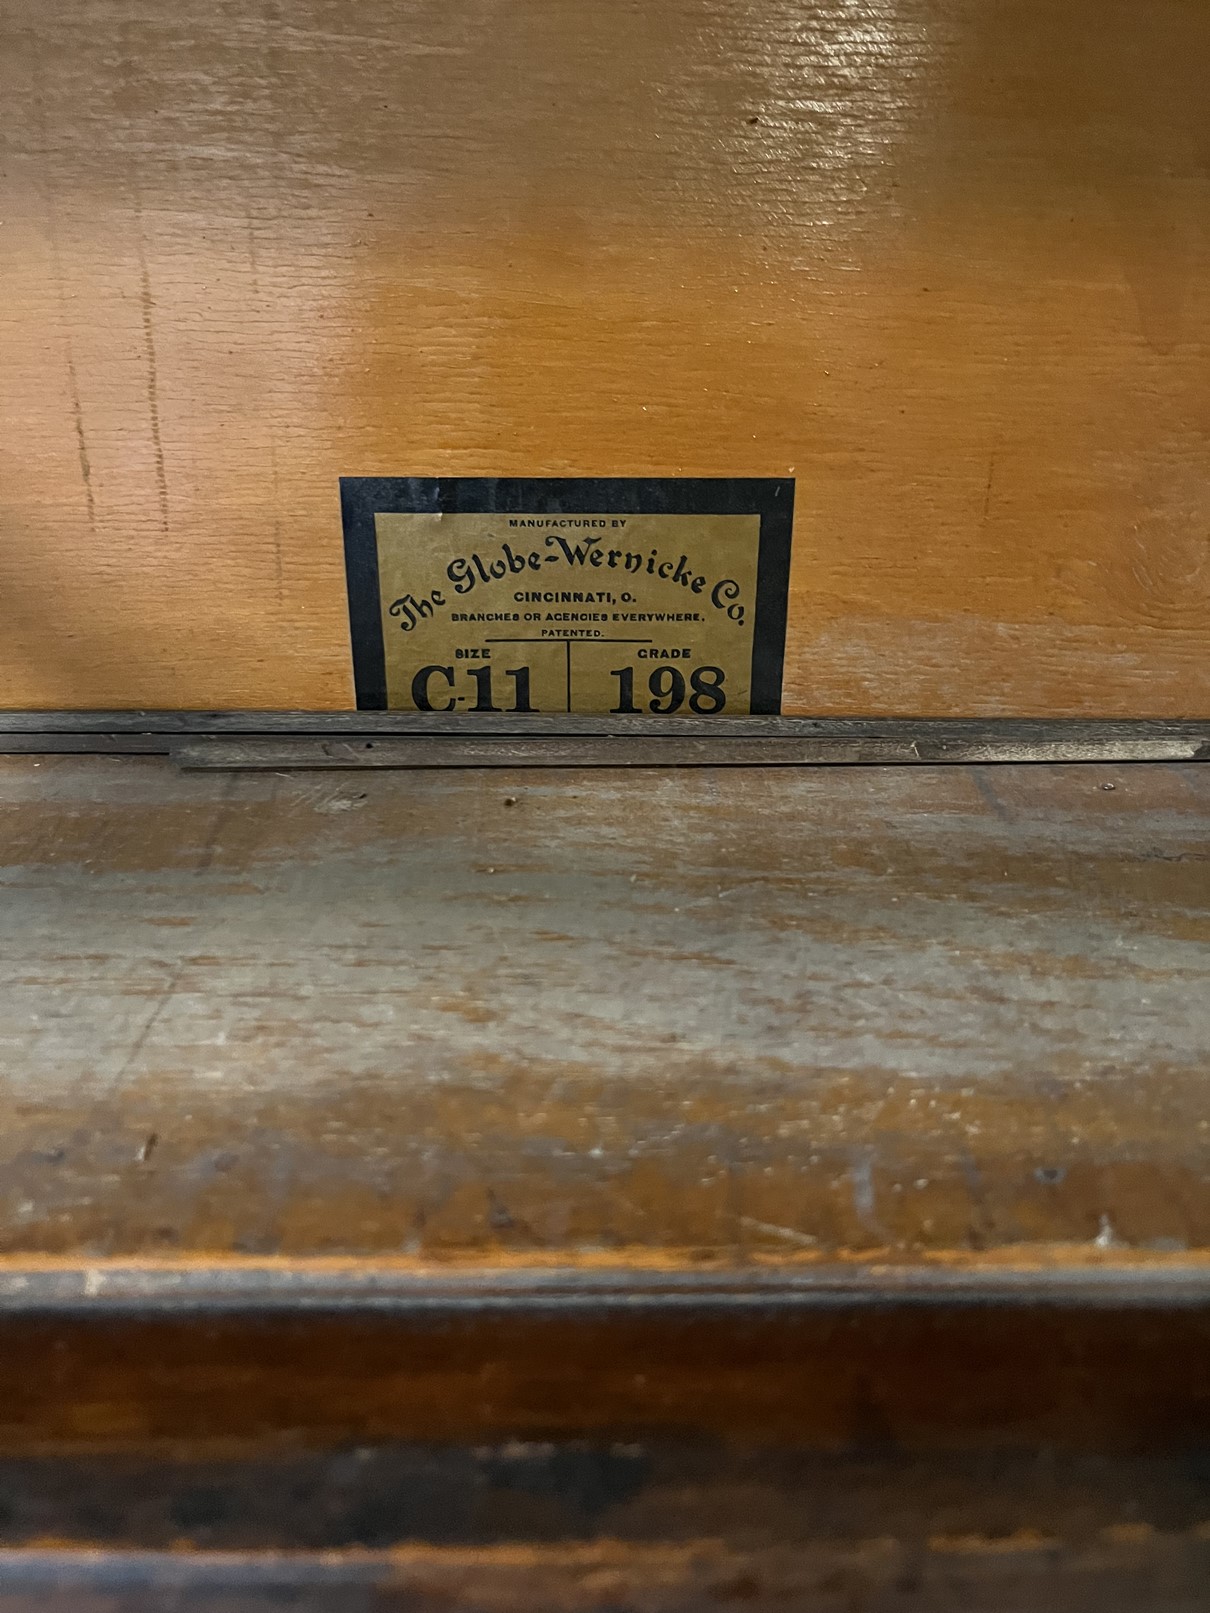 MANUFACTURED BY
The Globe-Wernicke Co.
CINCINNATI, O.
BRANCHES OR AGENCIES EVERYWHERE,
PATENTED.
SIZE GRADE
C-11 198